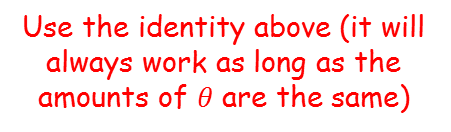 Use the identity above (it will
always work as long as the
amounts of θ are the same)